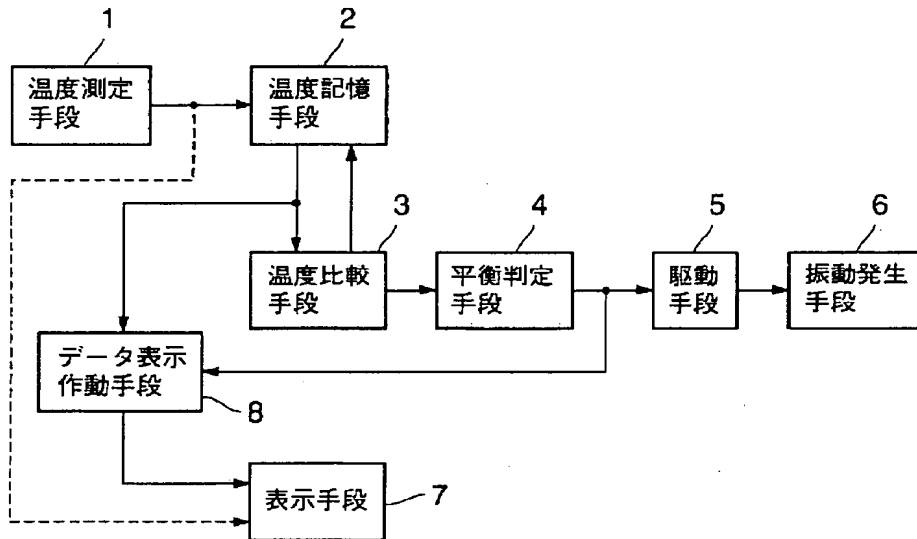 1
温度測定
手段
2
温度記憶
手段
3
温度比較
手段
4
平衡判定
手段
5
駆動
手段
6
振動発生
手段
データ表示
作動手段
8
表示手段
7